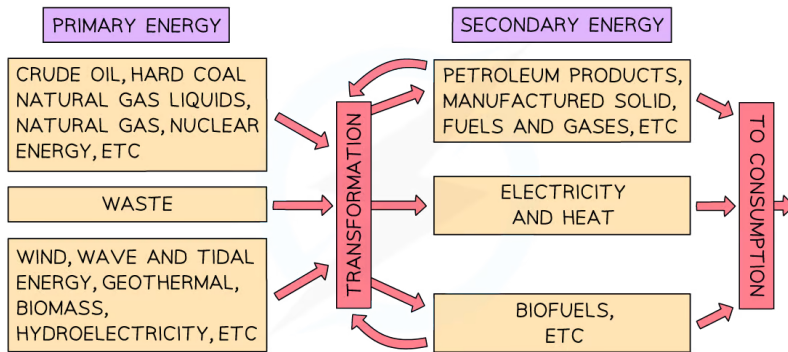 PRIMARY ENERGY
SECONDARY ENERGY
CRUDE OIL, HARD COAL
NATURAL GAS LIQUIDS,
NATURAL GAS, NUCLEAR
ENERGY, ETC
WASTE
WIND, WAVE AND TIDAL
ENERGY, GEOTHERMAL,
BIOMASS,
HYDROELECTRICITY, ETC
TRANSFORMATION
PETROLEUM PRODUCTS,
MANUFACTURED SOLID,
FUELS AND GASES, ETC
ELECTRICITY
AND HEAT
BIOFUELS,
ETC
TO CONSUMPTION